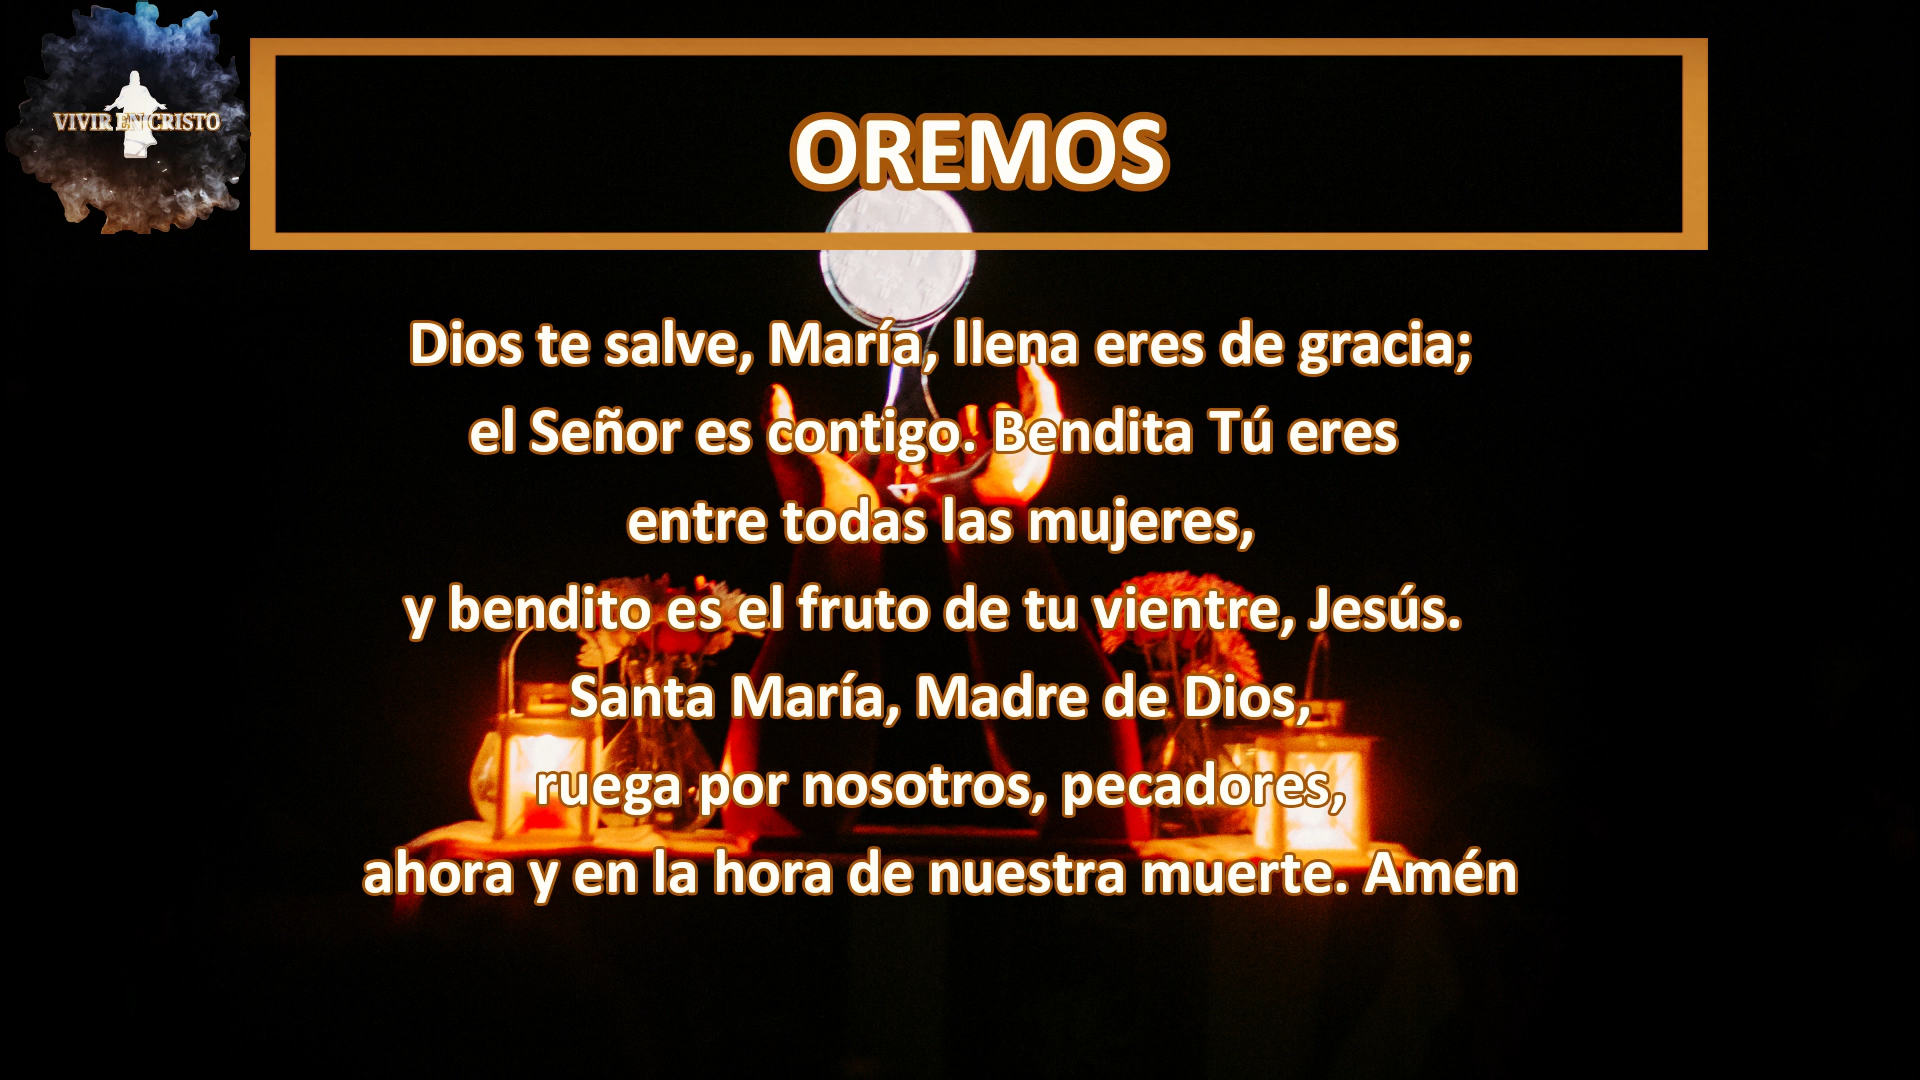 VIVIR EN CRISTO
OREMOS
Dios te salve, María, llena eres de gracia;
el Señor es contigo. Bendita Tú eres
entre todas las mujeres,
y bendito es el fruto de tu vientre, Jesús.
Santa María, Madre de Dios,
ruega por nosotros, pecadores,
ahora y en la hora de nuestra muerte. Amén